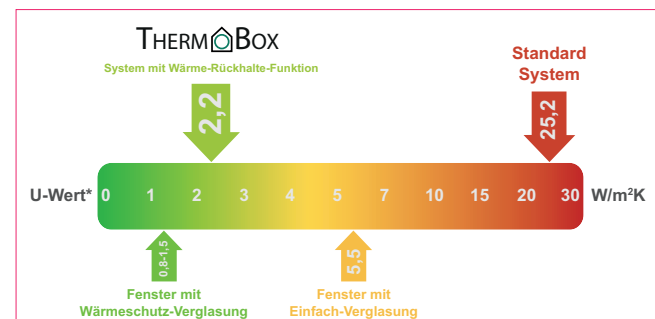 THERMOBOX
System mit Wärme-Rückhalte-Funktion
2,2
Standard
System
25,2
U-Wert* 0 1 2 3 4 5 7 10 15 20 30 W/m²K
0,8-1,5
5,5
Fenster mit
Wärmeschutz-Verglasung
Fenster mit
Einfach-Verglasung